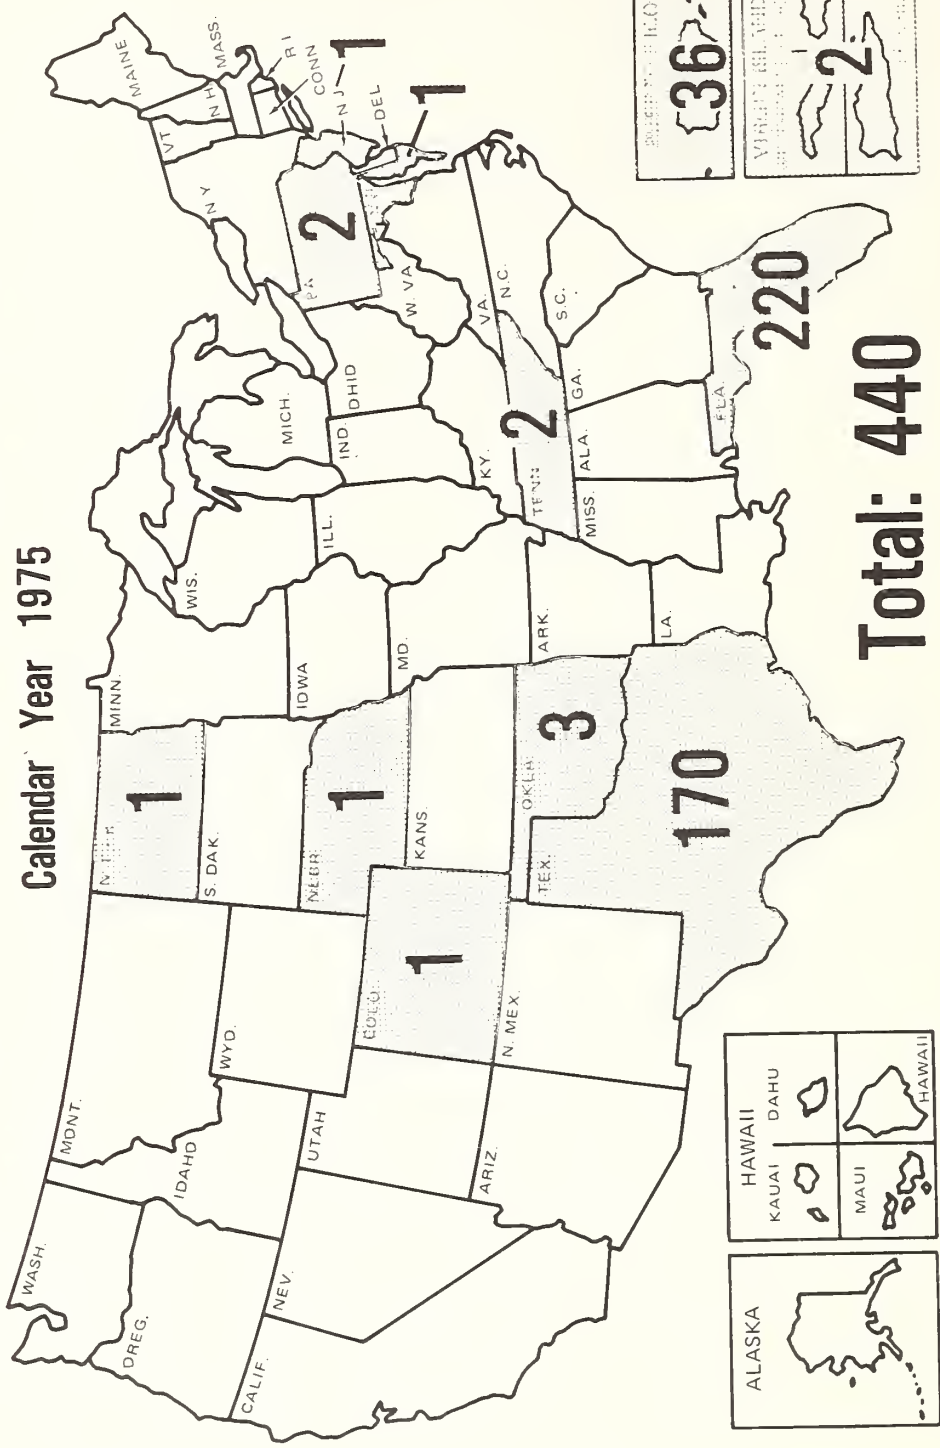 Calendar Year 1975
WASH.
OREG.
CALIF.
NEV.
IDAHO
MONT.
WYO.
UTAH
ARIZ.
COLO.
1
N. MEX.
1
S. DAK.
NEBR.
1
KANS.
OKLA.
3
TEX.
170
MINN.
IOWA
MO.
ARK.
LA.
WIS.
ILL.
MICH.
IND.
OHIO
KY.
TENN.
2
MISS.
ALA.
GA.
FLA.
220
S.C.
N.C.
VA.
W. VA.
PA
2
N Y
VT
N H
MAINE
MASS.
R I
CONN
N J
1
DEL
1
ALASKA
HAWAII
KAUAI
OAHU
MAUI
HAWAII
36
2
Total: 440